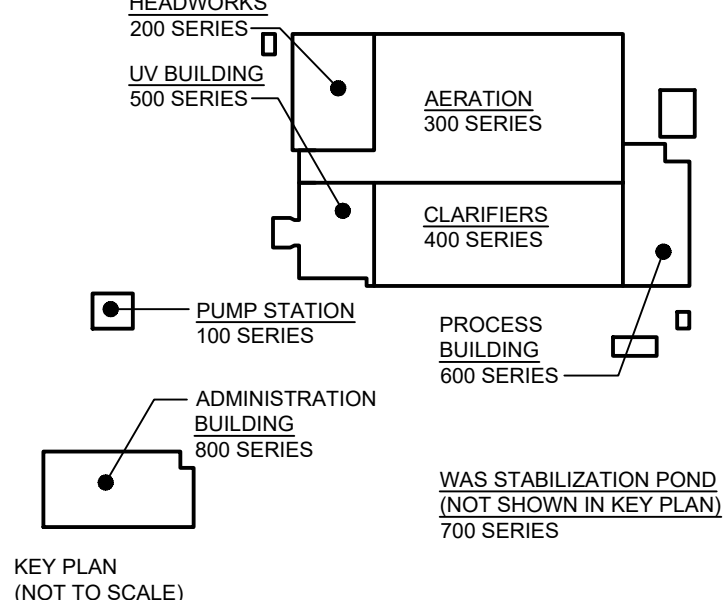 HEADWORKS
200 SERIES
UV BUILDING
500 SERIES
AERATION
300 SERIES
CLARIFIERS
400 SERIES
PUMP STATION
100 SERIES
PROCESS
BUILDING
600 SERIES
ADMINISTRATION
BUILDING
800 SERIES
WAS STABILIZATION POND
(NOT SHOWN IN KEY PLAN)
700 SERIES
KEY PLAN
(NOT TO SCALE)